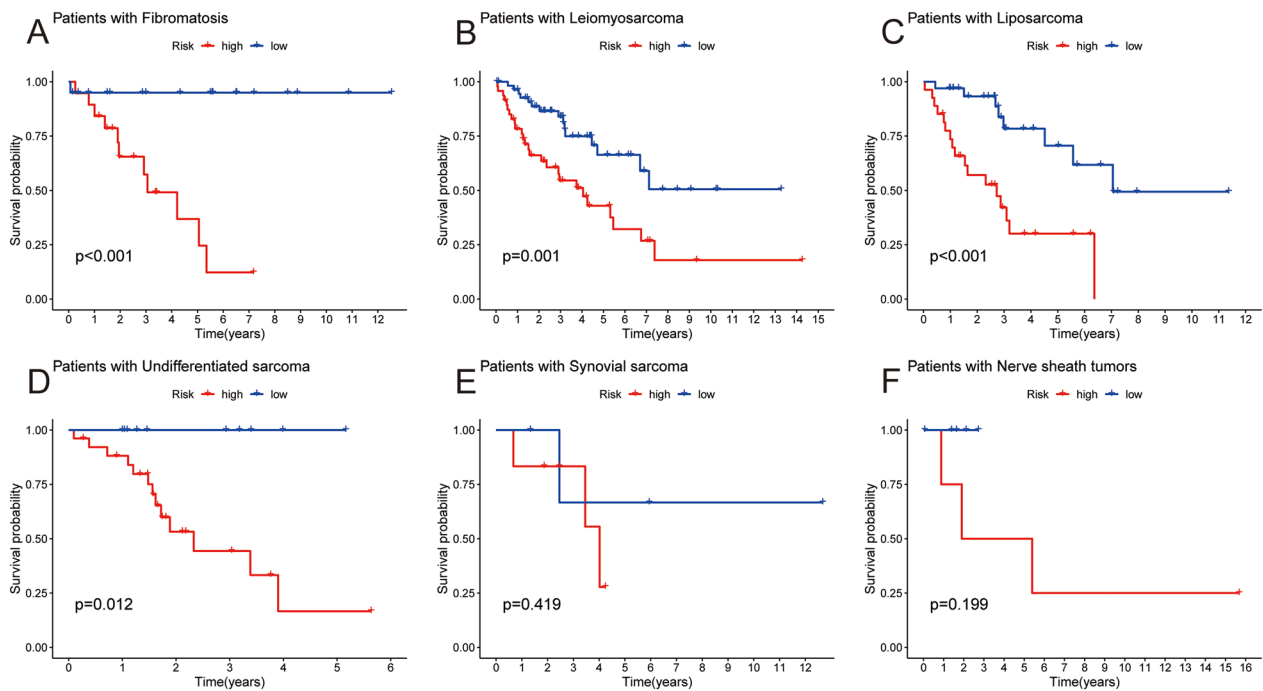 A Patients with Fibromatosis
Risk high low
Survival probability
1.00
0.75
0.50
0.25
0.00
p<0.001
0 1 2 3 4 5 6 7 8 9 10 11 12
Time(years)
B Patients with Leiomyosarcoma
Risk high low
Survival probability
1.00
0.75
0.50
0.25
0.00
p=0.001
0 1 2 3 4 5 6 7 8 9 10 11 12 13 14 15
Time(years)
C Patients with Liposarcoma
Risk high low
Survival probability
1.00
0.75
0.50
0.25
0.00
p<0.001
0 1 2 3 4 5 6 7 8 9 10 11 12
Time(years)
D Patients with Undifferentiated sarcoma
Risk high low
Survival probability
1.00
0.75
0.50
0.25
0.00
p=0.012
0 1 2 3 4 5 6
Time(years)
E Patients with Synovial sarcoma
Risk high low
Survival probability
1.00
0.75
0.50
0.25
0.00
p=0.419
0 1 2 3 4 5 6 7 8 9 10 11 12
Time(years)
F Patients with Nerve sheath tumors
Risk high low
Survival probability
1.00
0.75
0.50
0.25
0.00
p=0.199
0 1 2 3 4 5 6 7 8 9 10 11 12 13 14 15 16
Time(years)